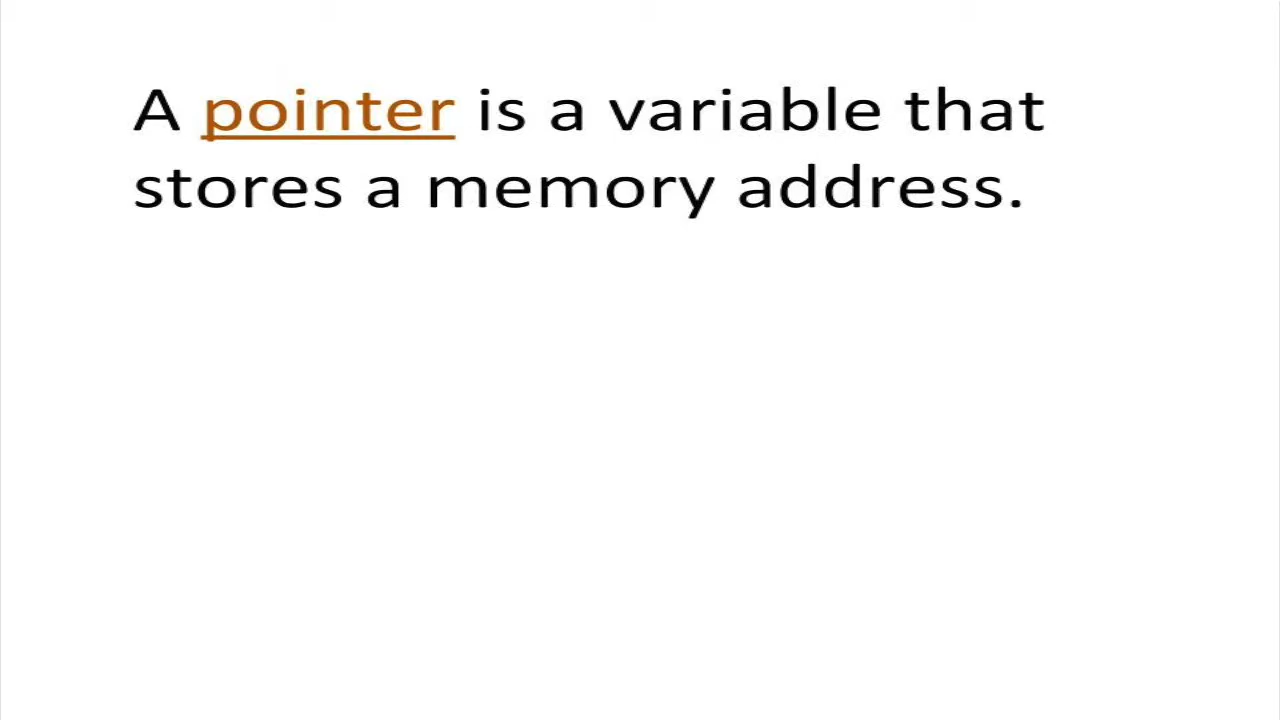 A pointer is a variable that
stores a memory address.